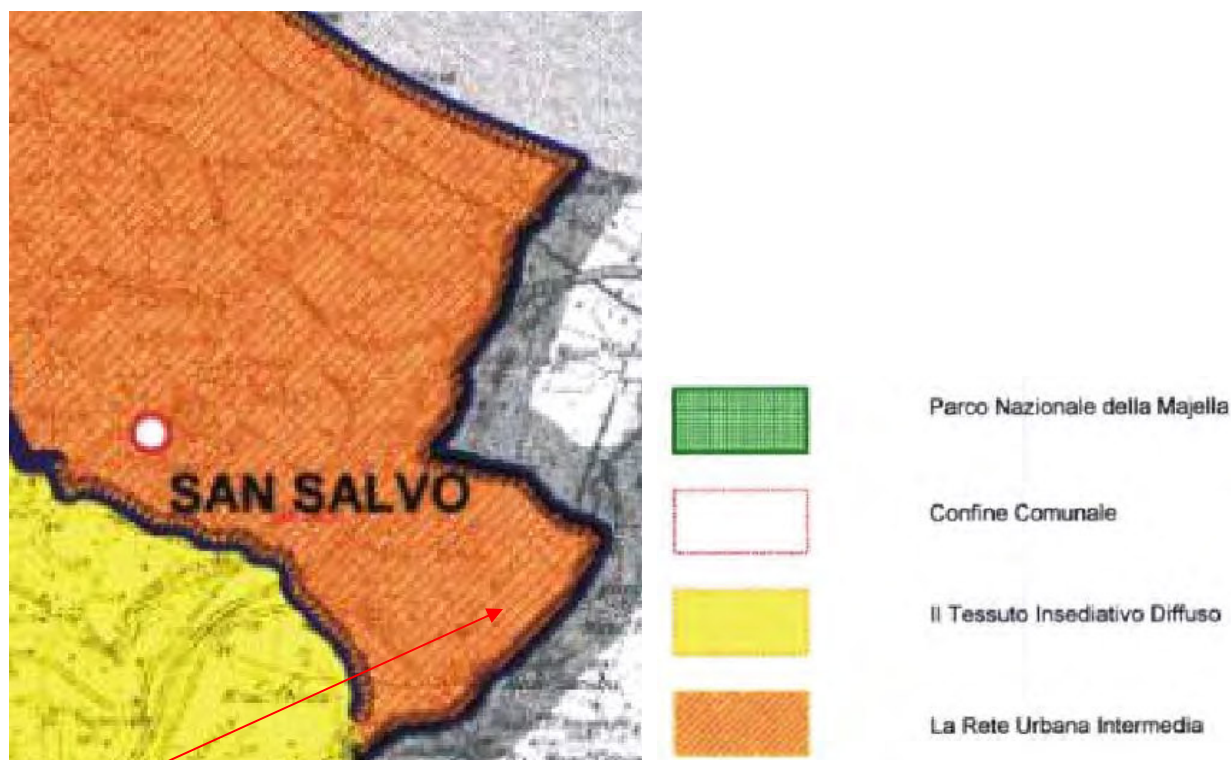 SAN SALVO
Parco Nazionale della Majella
Confine Comunale
Il Tessuto Insediativo Diffuso
La Rete Urbana Intermedia